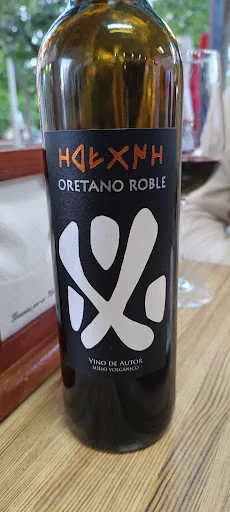 ORETANO ROBLE
VINO DE AUTOR
SUELO VOLCÁNICO